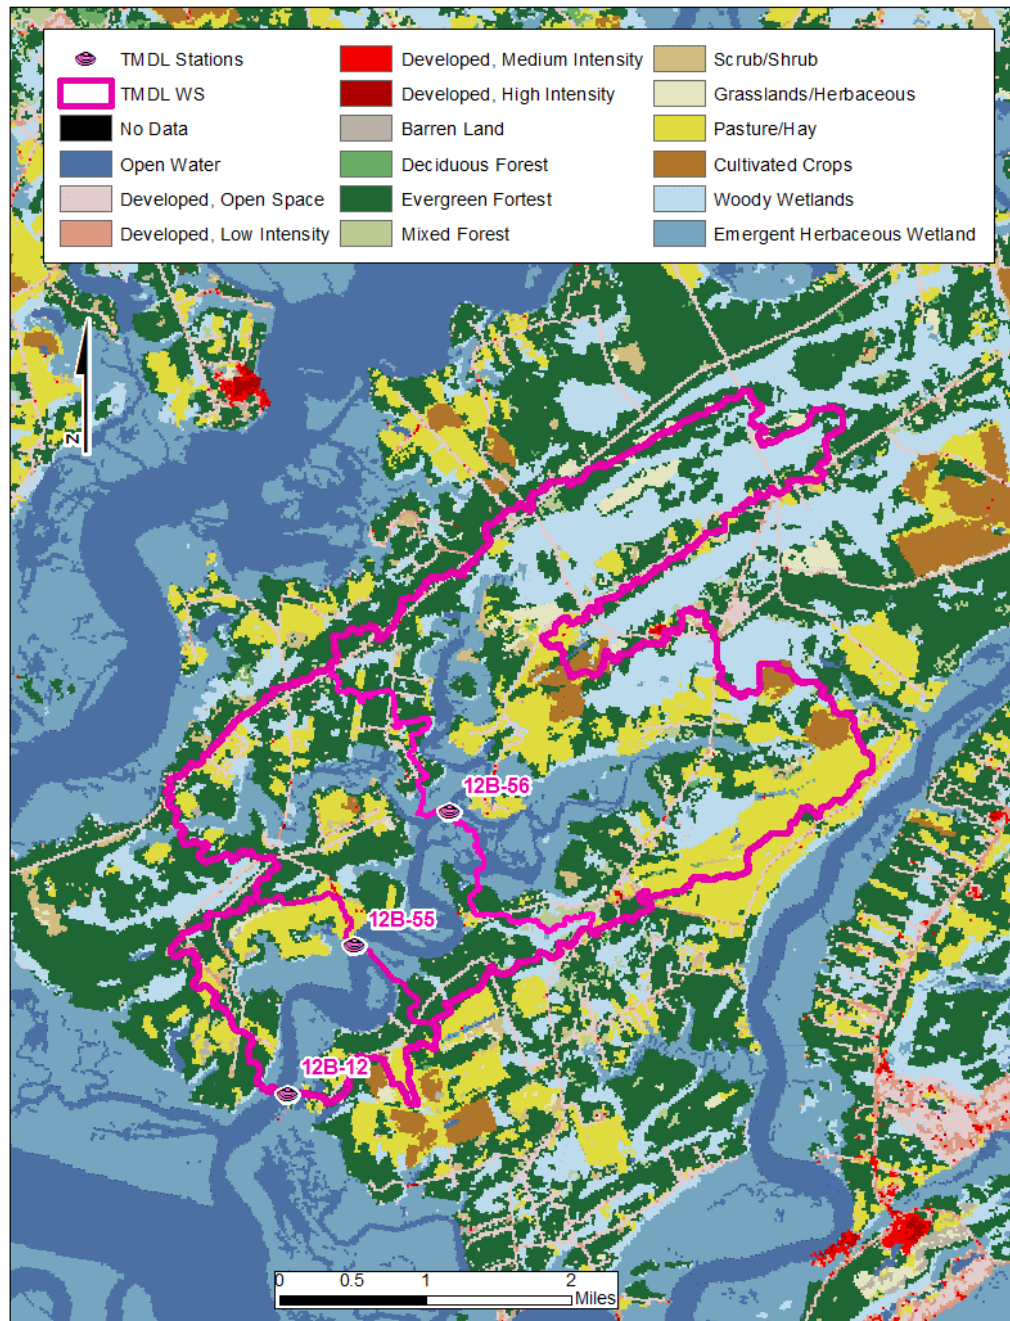 TMDL Stations
TMDL WS
No Data
Open Water
Developed, Open Space
Developed, Low Intensity
Developed, Medium Intensity
Developed, High Intensity
Barren Land
Deciduous Forest
Evergreen Fortest
Mixed Forest
Scrub/Shrub
Grasslands/Herbaceous
Pasture/Hay
Cultivated Crops
Woody Wetlands
Emergent Herbaceous Wetland
N
12B-56
12B-55
12B-12
0 0.5 1 2
Miles